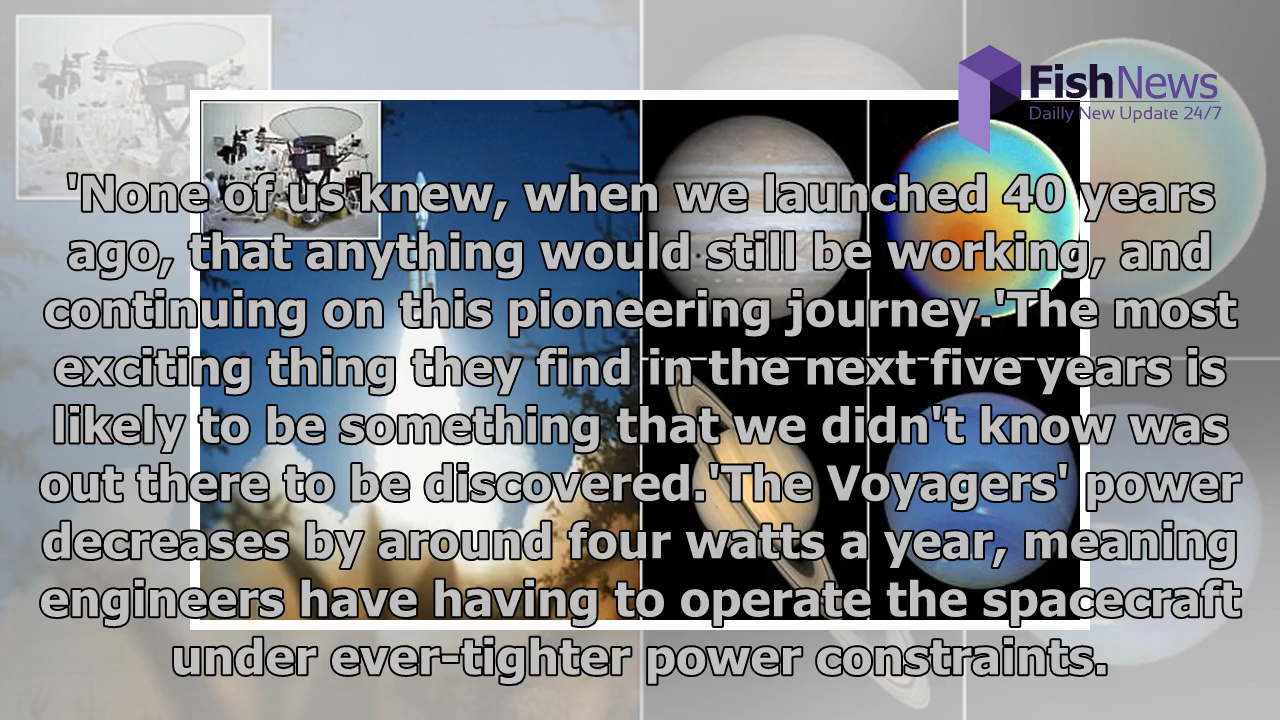 FishNews
Dailly New Update 24/7
'None of us knew, when we launched 40 years
ago, that anything would still be working, and
continuing on this pioneering journey.'The most
exciting thing they find in the next five years is
likely to be something that we didn't know was
out there to be discovered.'The Voyagers' power
decreases by around four watts a year, meaning
engineers have having to operate the spacecraft
under ever-tighter power constraints.